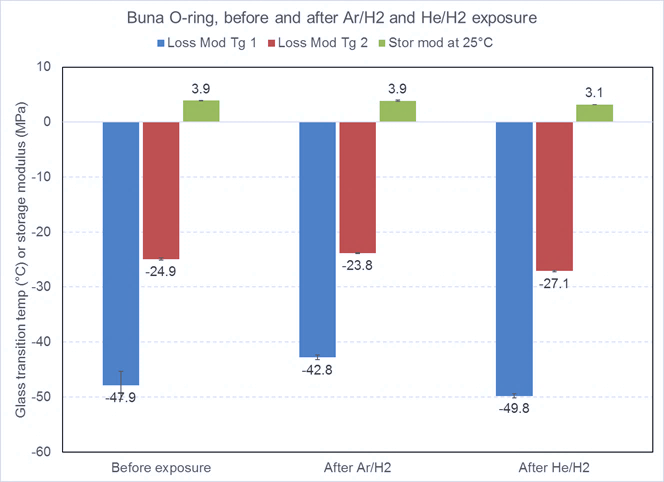 Buna O-ring, before and after Ar/H2 and He/H2 exposure
Loss Mod Tg 1 Loss Mod Tg 2 Stor mod at 25°C
Glass transition temp (°C) or storage modulus (MPa)
10
0
-10
-20
-30
-40
-50
-60
3.9 3.9 3.1
-24.9 -23.8 -27.1
-47.9 -42.8 -49.8
Before exposure After Ar/H2 After He/H2